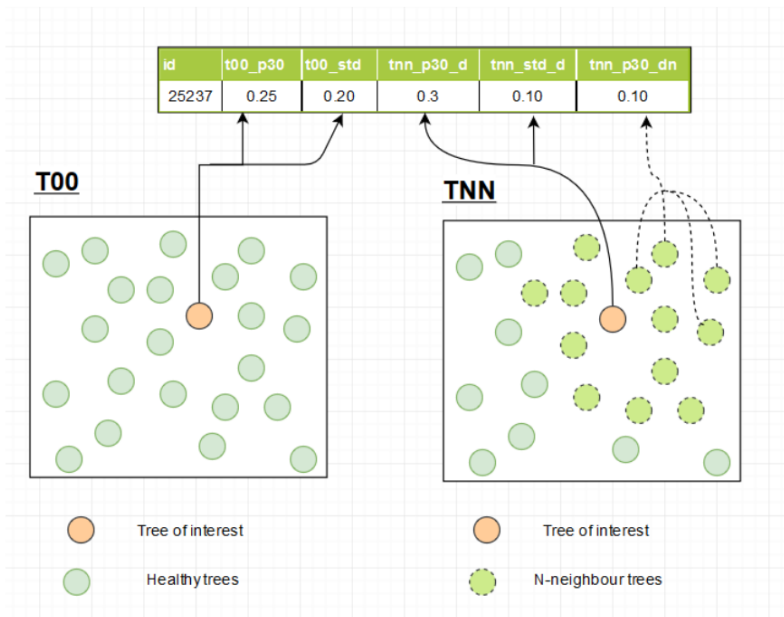 id t00_p30 t00_std tnn_p30_d tnn_std_d tnn_p30_dn
25237 0.25 0.20 0.3 0.10 0.10
T00
TNN
Tree of interest
Healthy trees
Tree of interest
N-neighbour trees